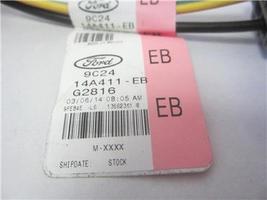 Ford
9C24
14A411-EB
EB
Ford
9C24
14A411-EB
G2816
EB
03/06/14 08:05 AM
M-XXXX
SHIPDATE: STOCK